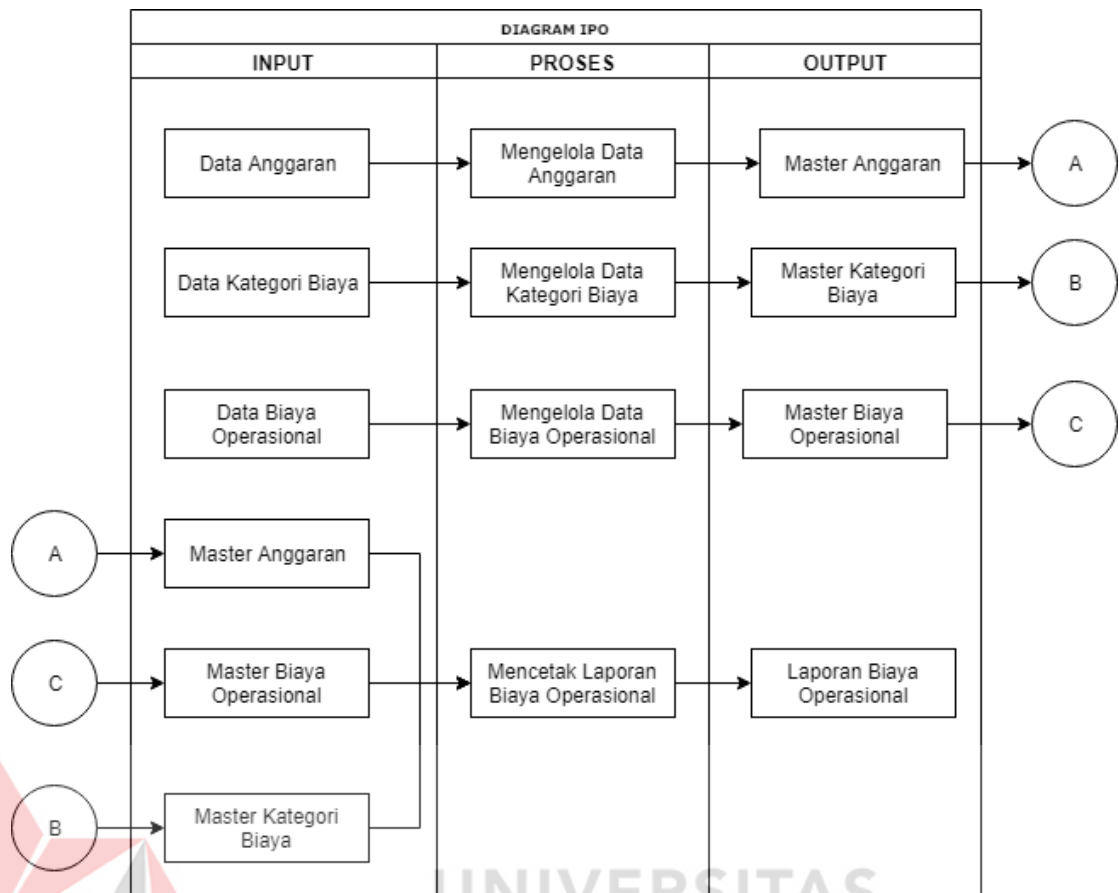 DIAGRAM IPO
INPUT
PROSES
OUTPUT
Data Anggaran
Mengelola Data
Anggaran
Master Anggaran
A
Data Kategori Biaya
Mengelola Data
Kategori Biaya
Master Kategori
Biaya
B
Data Biaya
Operasional
Mengelola Data
Biaya Operasional
Master Biaya
Operasional
C
A
Master Anggaran
C
Master Biaya
Operasional
Mencetak Laporan
Biaya Operasional
Laporan Biaya
Operasional
B
Master Kategori
Biaya
UNIVERSITAS